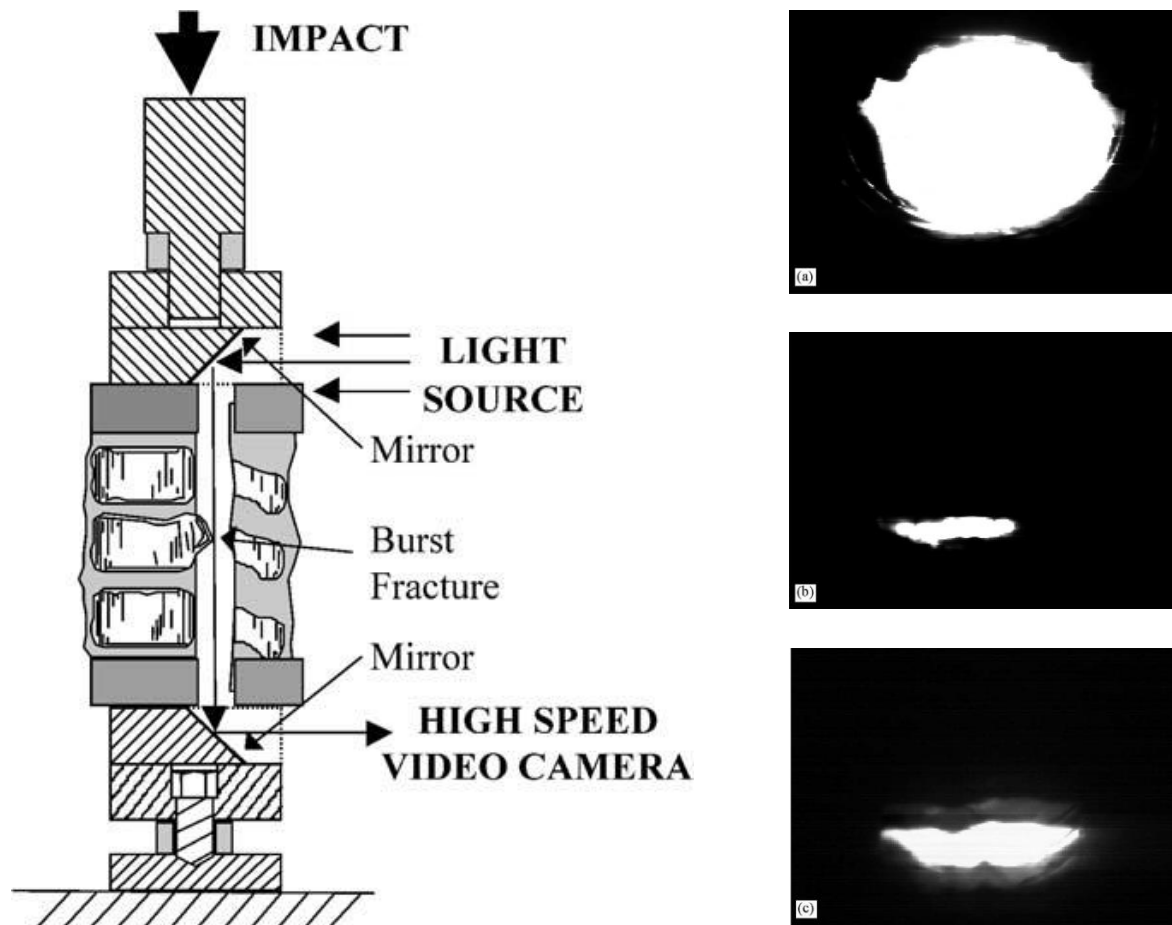 IMPACT
LIGHT
SOURCE
Mirror
Burst
Fracture
Mirror
HIGH SPEED
VIDEO CAMERA
(a)
(b)
(c)